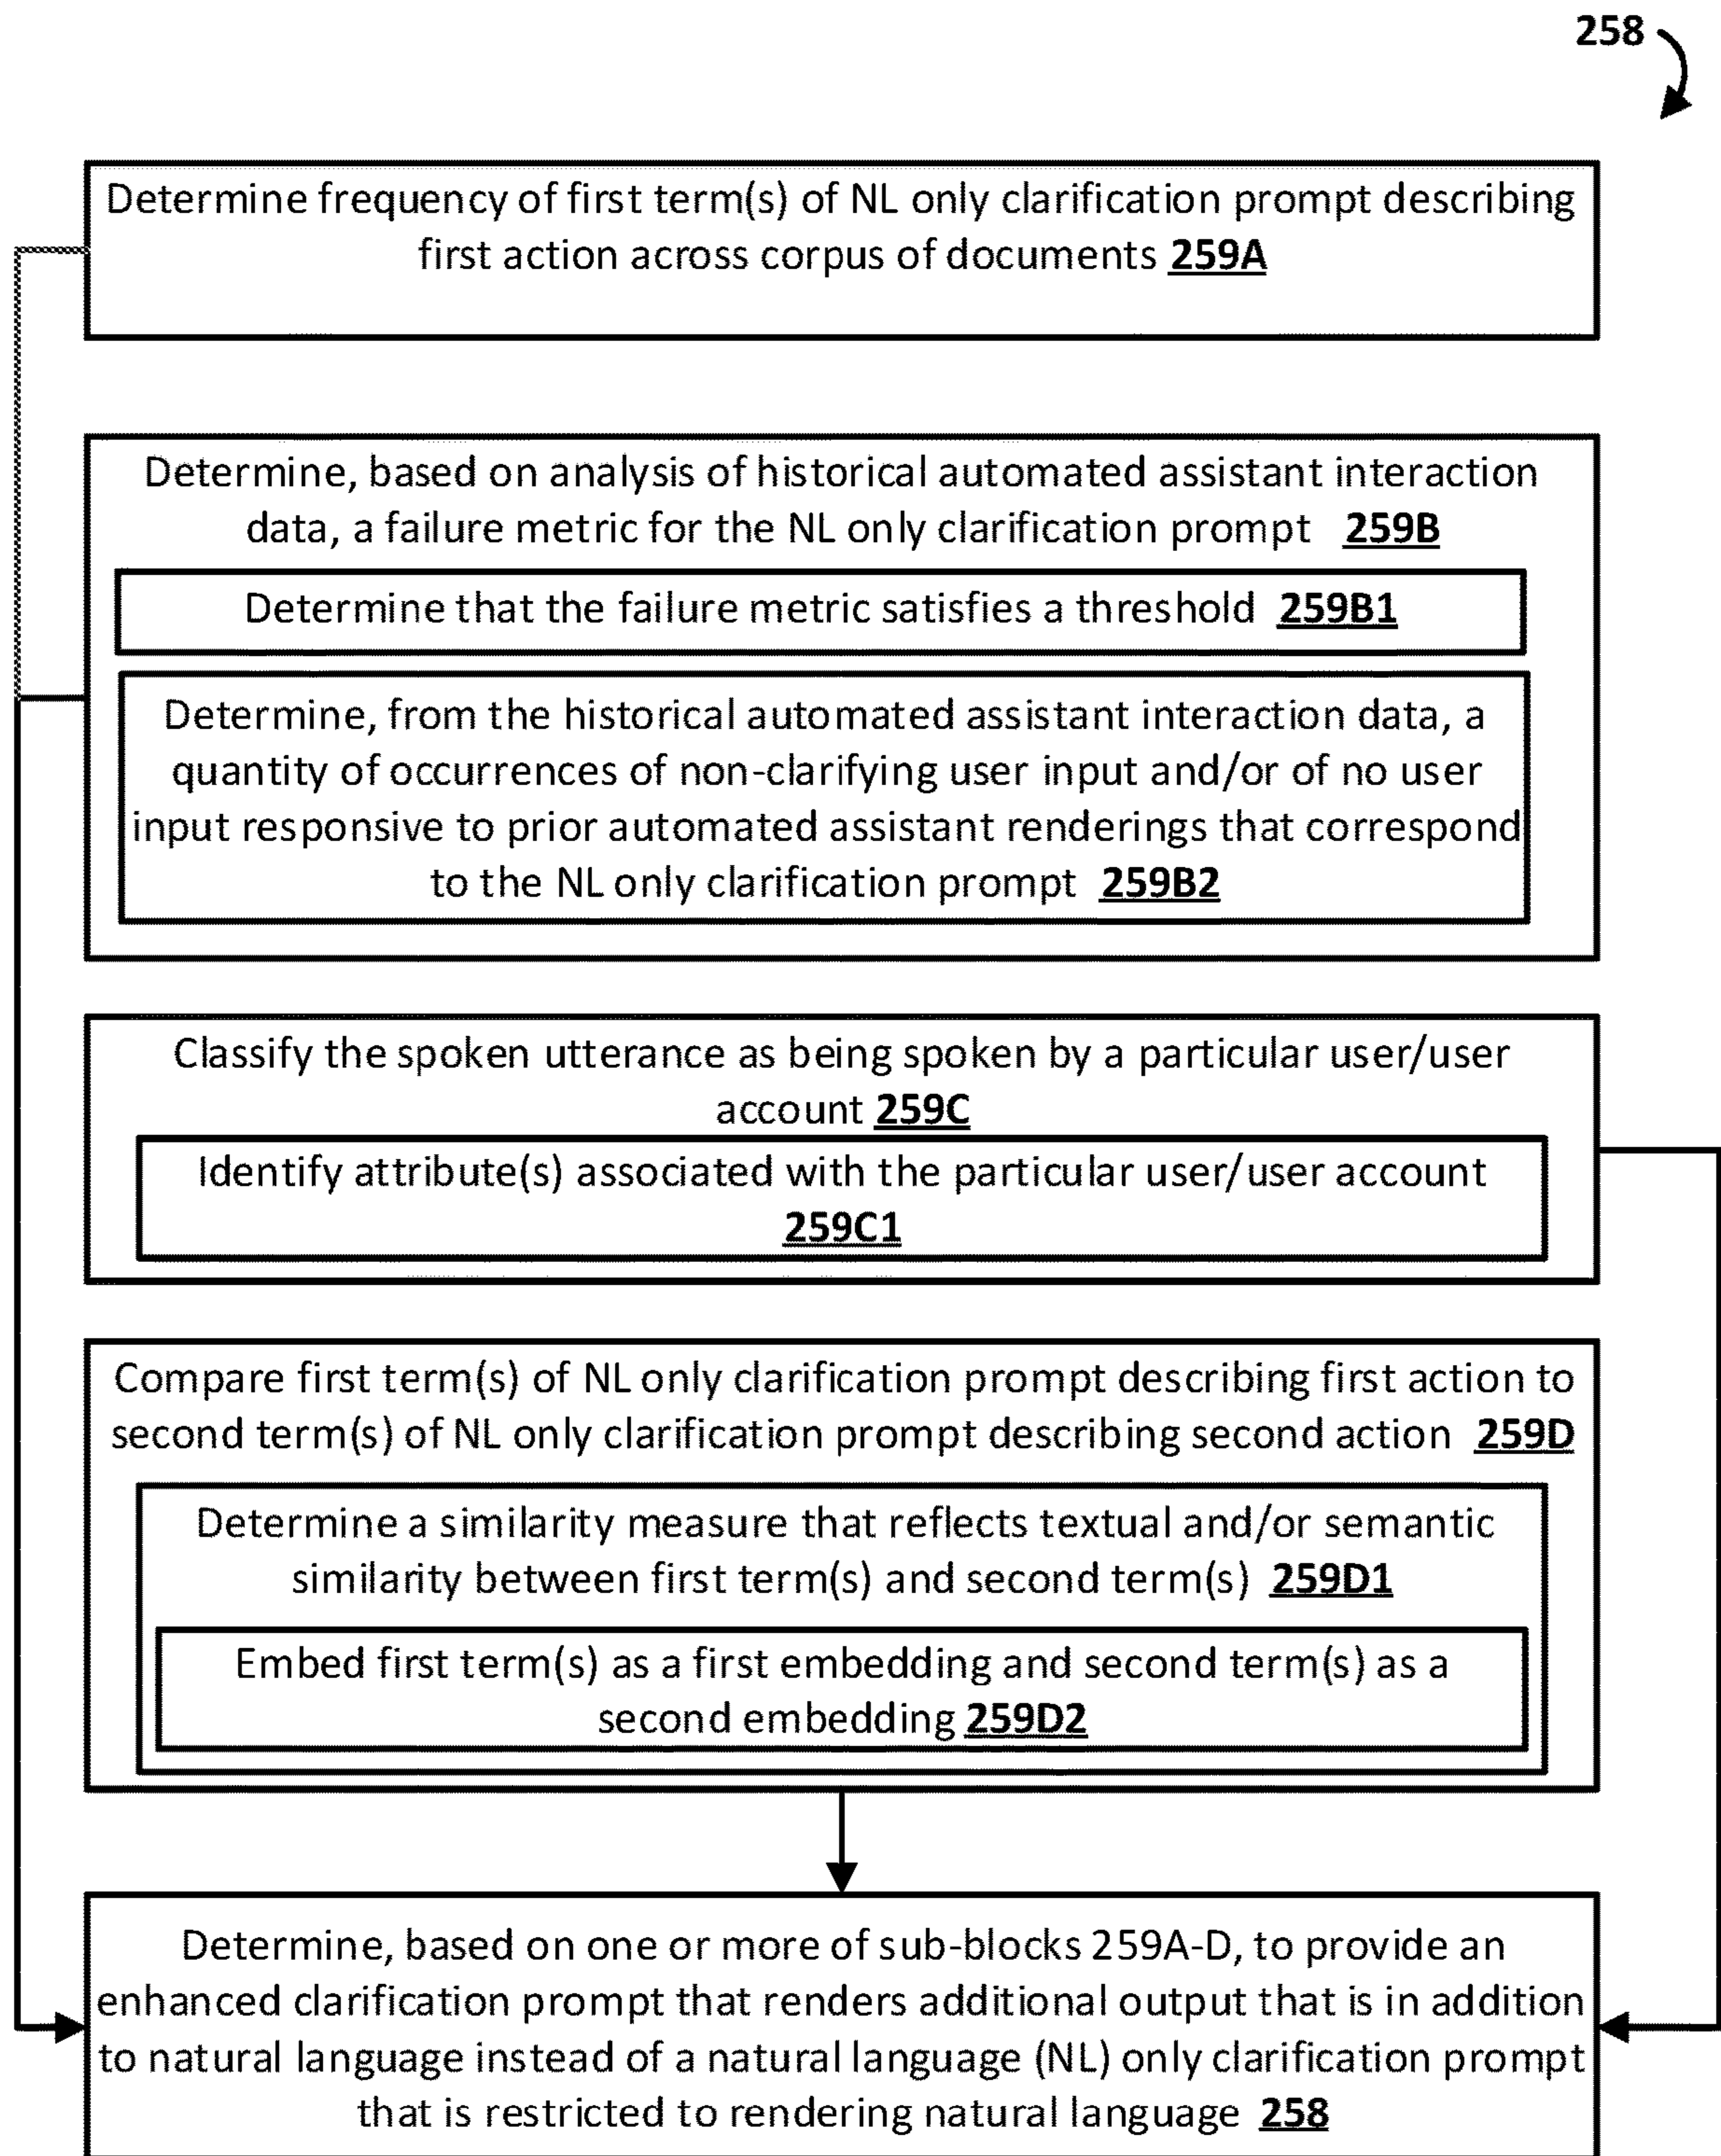 258
Determine frequency of first term(s) of NL only clarification prompt describing
first action across corpus of documents 259A
Determine, based on analysis of historical automated assistant interaction
data, a failure metric for the NL only clarification prompt 259B
Determine that the failure metric satisfies a threshold 259B1
Determine, from the historical automated assistant interaction data, a
quantity of occurrences of non-clarifying user input and/or of no user
input responsive to prior automated assistant renderings that correspond
to the NL only clarification prompt 259B2
Classify the spoken utterance as being spoken by a particular user/user
account 259C
Identify attribute(s) associated with the particular user/user account
259C1
Compare first term(s) of NL only clarification prompt describing first action to
second term(s) of NL only clarification prompt describing second action 259D
Determine a similarity measure that reflects textual and/or semantic
similarity between first term(s) and second term(s) 259D1
Embed first term(s) as a first embedding and second term(s) as a
second embedding 259D2
Determine, based on one or more of sub-blocks 259A-D, to provide an
enhanced clarification prompt that renders additional output that is in addition
to natural language instead of a natural language (NL) only clarification prompt
that is restricted to rendering natural language 258